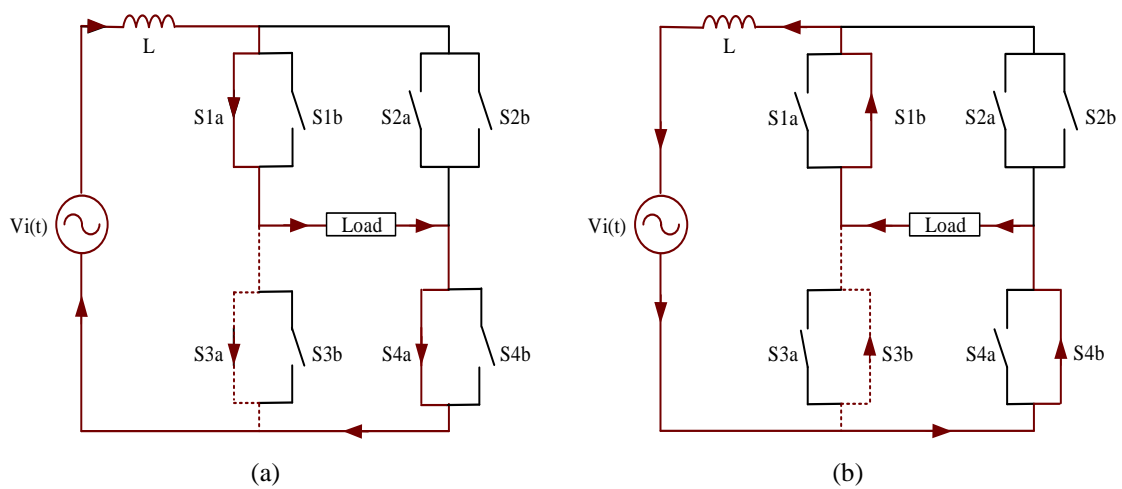 L
S1a
S1b
S2a
S2b
Vi(t)
Load
S3a
S3b
S4a
S4b
(a)
L
S1a
S1b
S2a
S2b
Vi(t)
Load
S3a
S3b
S4a
S4b
(b)